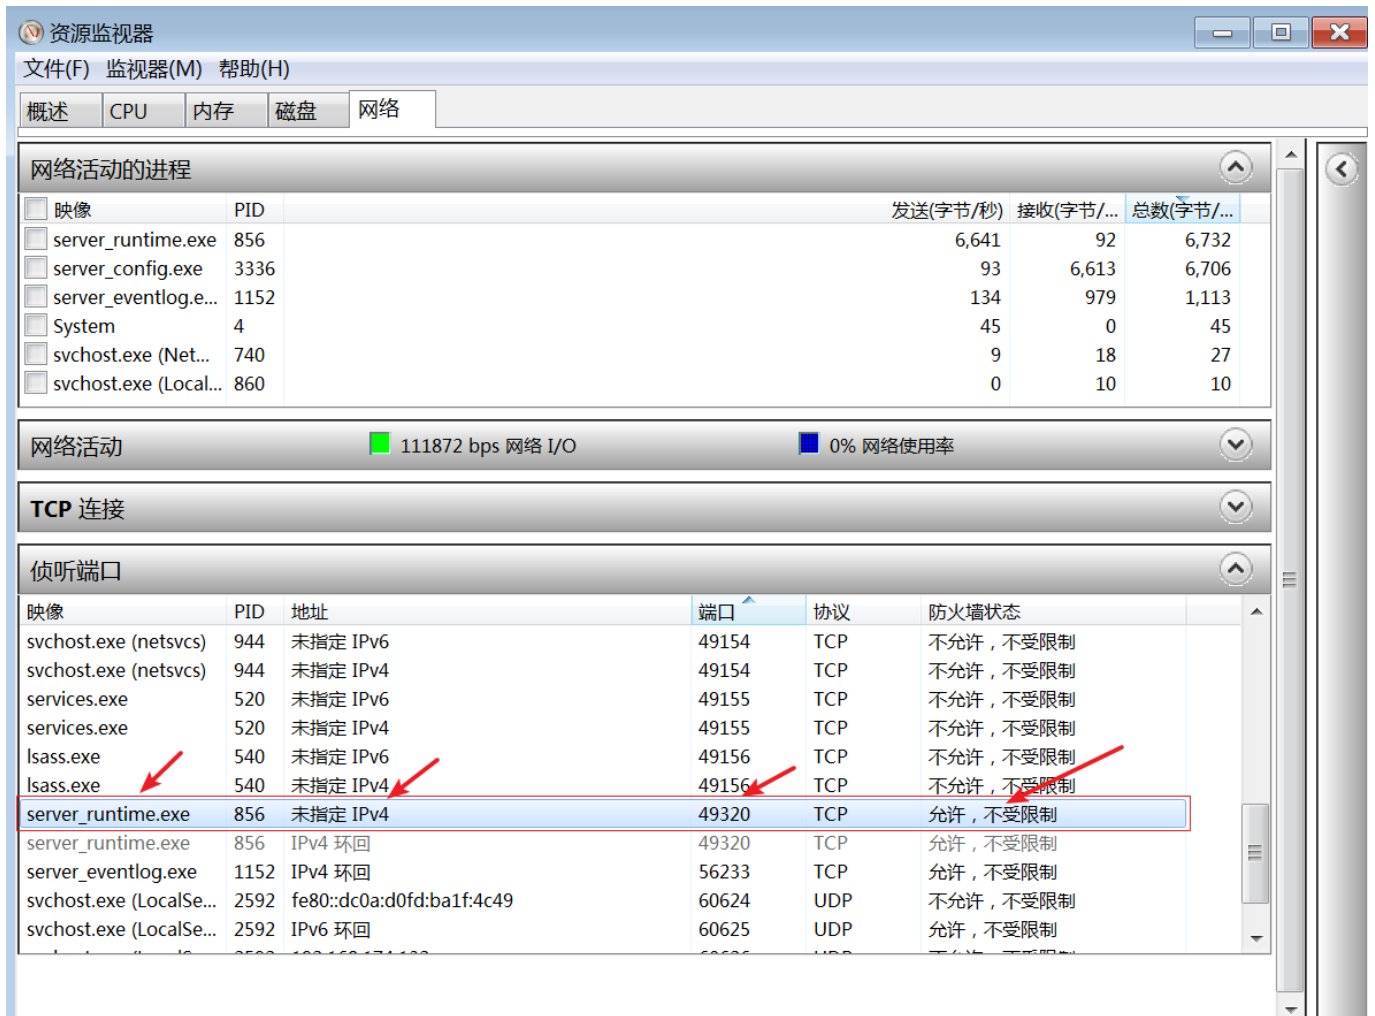 资源监视器
文件(F) 监视器(M) 帮助(H)
概述 CPU 内存 磁盘 网络
网络活动的进程
映像 PID 发送(字节/秒) 接收(字节/... 总数(字节/...
server_runtime.exe 856 6,641 92 6,732
server_config.exe 3336 93 6,613 6,706
server_eventlog.e... 1152 134 979 1,113
System 4 45 0 45
svchost.exe (Net... 740 9 18 27
svchost.exe (Local... 860 0 10 10
网络活动 111872 bps 网络 I/O 0% 网络使用率
TCP 连接
侦听端口
映像 PID 地址 端口 协议 防火墙状态
svchost.exe (netsvcs) 944 未指定 IPv6 49154 TCP 不允许，不受限制
svchost.exe (netsvcs) 944 未指定 IPv4 49154 TCP 不允许，不受限制
services.exe 520 未指定 IPv6 49155 TCP 不允许，不受限制
services.exe 520 未指定 IPv4 49155 TCP 不允许，不受限制
lsass.exe 540 未指定 IPv6 49156 TCP 不允许，不受限制
lsass.exe 540 未指定 IPv4 49156 TCP 不允许，不受限制
server_runtime.exe 856 未指定 IPv4 49320 TCP 允许，不受限制
server_runtime.exe 856 IPv4 环回 49320 TCP 允许，不受限制
server_eventlog.exe 1152 IPv4 环回 56233 TCP 允许，不受限制
svchost.exe (LocalSe... 2592 fe80::dc0a:d0fd:ba1f:4c49 60624 UDP 不允许，不受限制
svchost.exe (LocalSe... 2592 IPv6 环回 60625 UDP 允许，不受限制